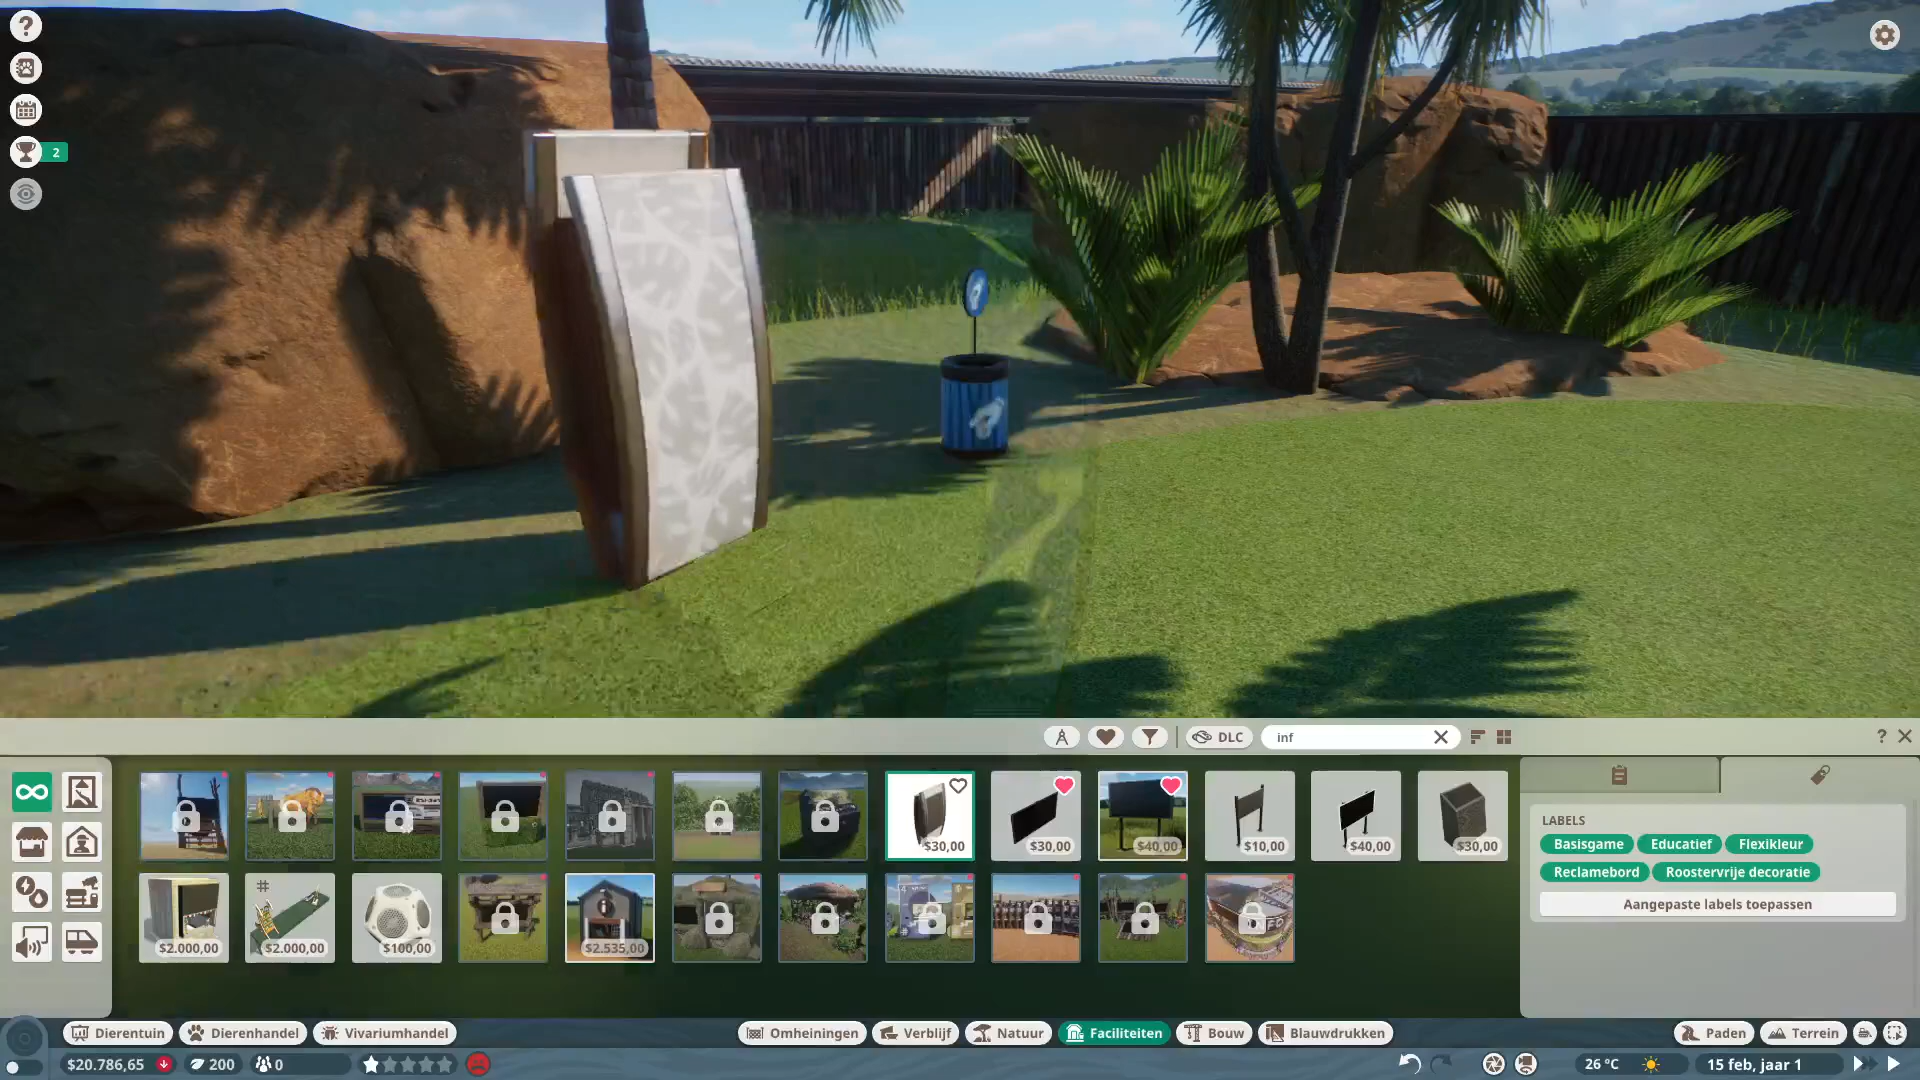 2
DLC
inf
$30,00
$30,00
$40,00
$10,00
$40,00
$30,00
$2.000,00
$2.000,00
$100,00
$2.535,00
LABELS
Basisgame
Educatief
Flexikleur
Reclamebord
Roostervrije decoratie
Aangepaste labels toepassen
Dierentuin
Dierenhandel
Vivariumhandel
Omheiningen
Verblijf
Natuur
Faciliteiten
Bouw
Blauwdrukken
Paden
Terrein
$20.786,65
200
0
26 °C
15 feb, jaar 1